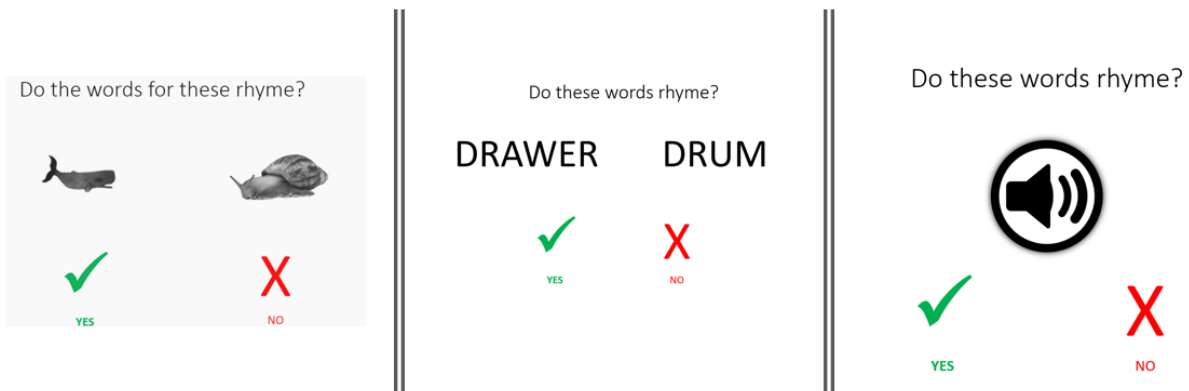 Do the words for these rhyme?
YES NO
Do these words rhyme?
DRAWER DRUM
YES NO
Do these words rhyme?
YES NO